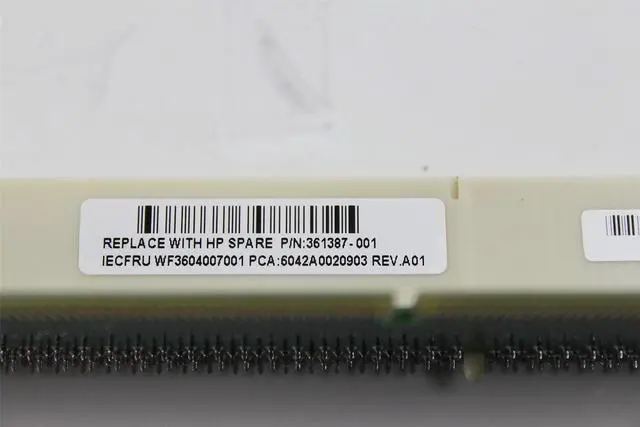 REPLACE WITH HP SPARE P/N:361387-001
IECFRU WF3604007001 PCA:6042A0020903 REV.A01